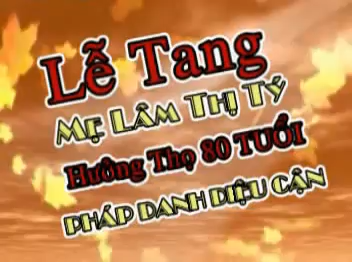 Lễ Tang
MẸ LÂM THỊ TÝ
Hưởng Thọ 80 TUỔI
PHÁP DANH DIỆU CẬN